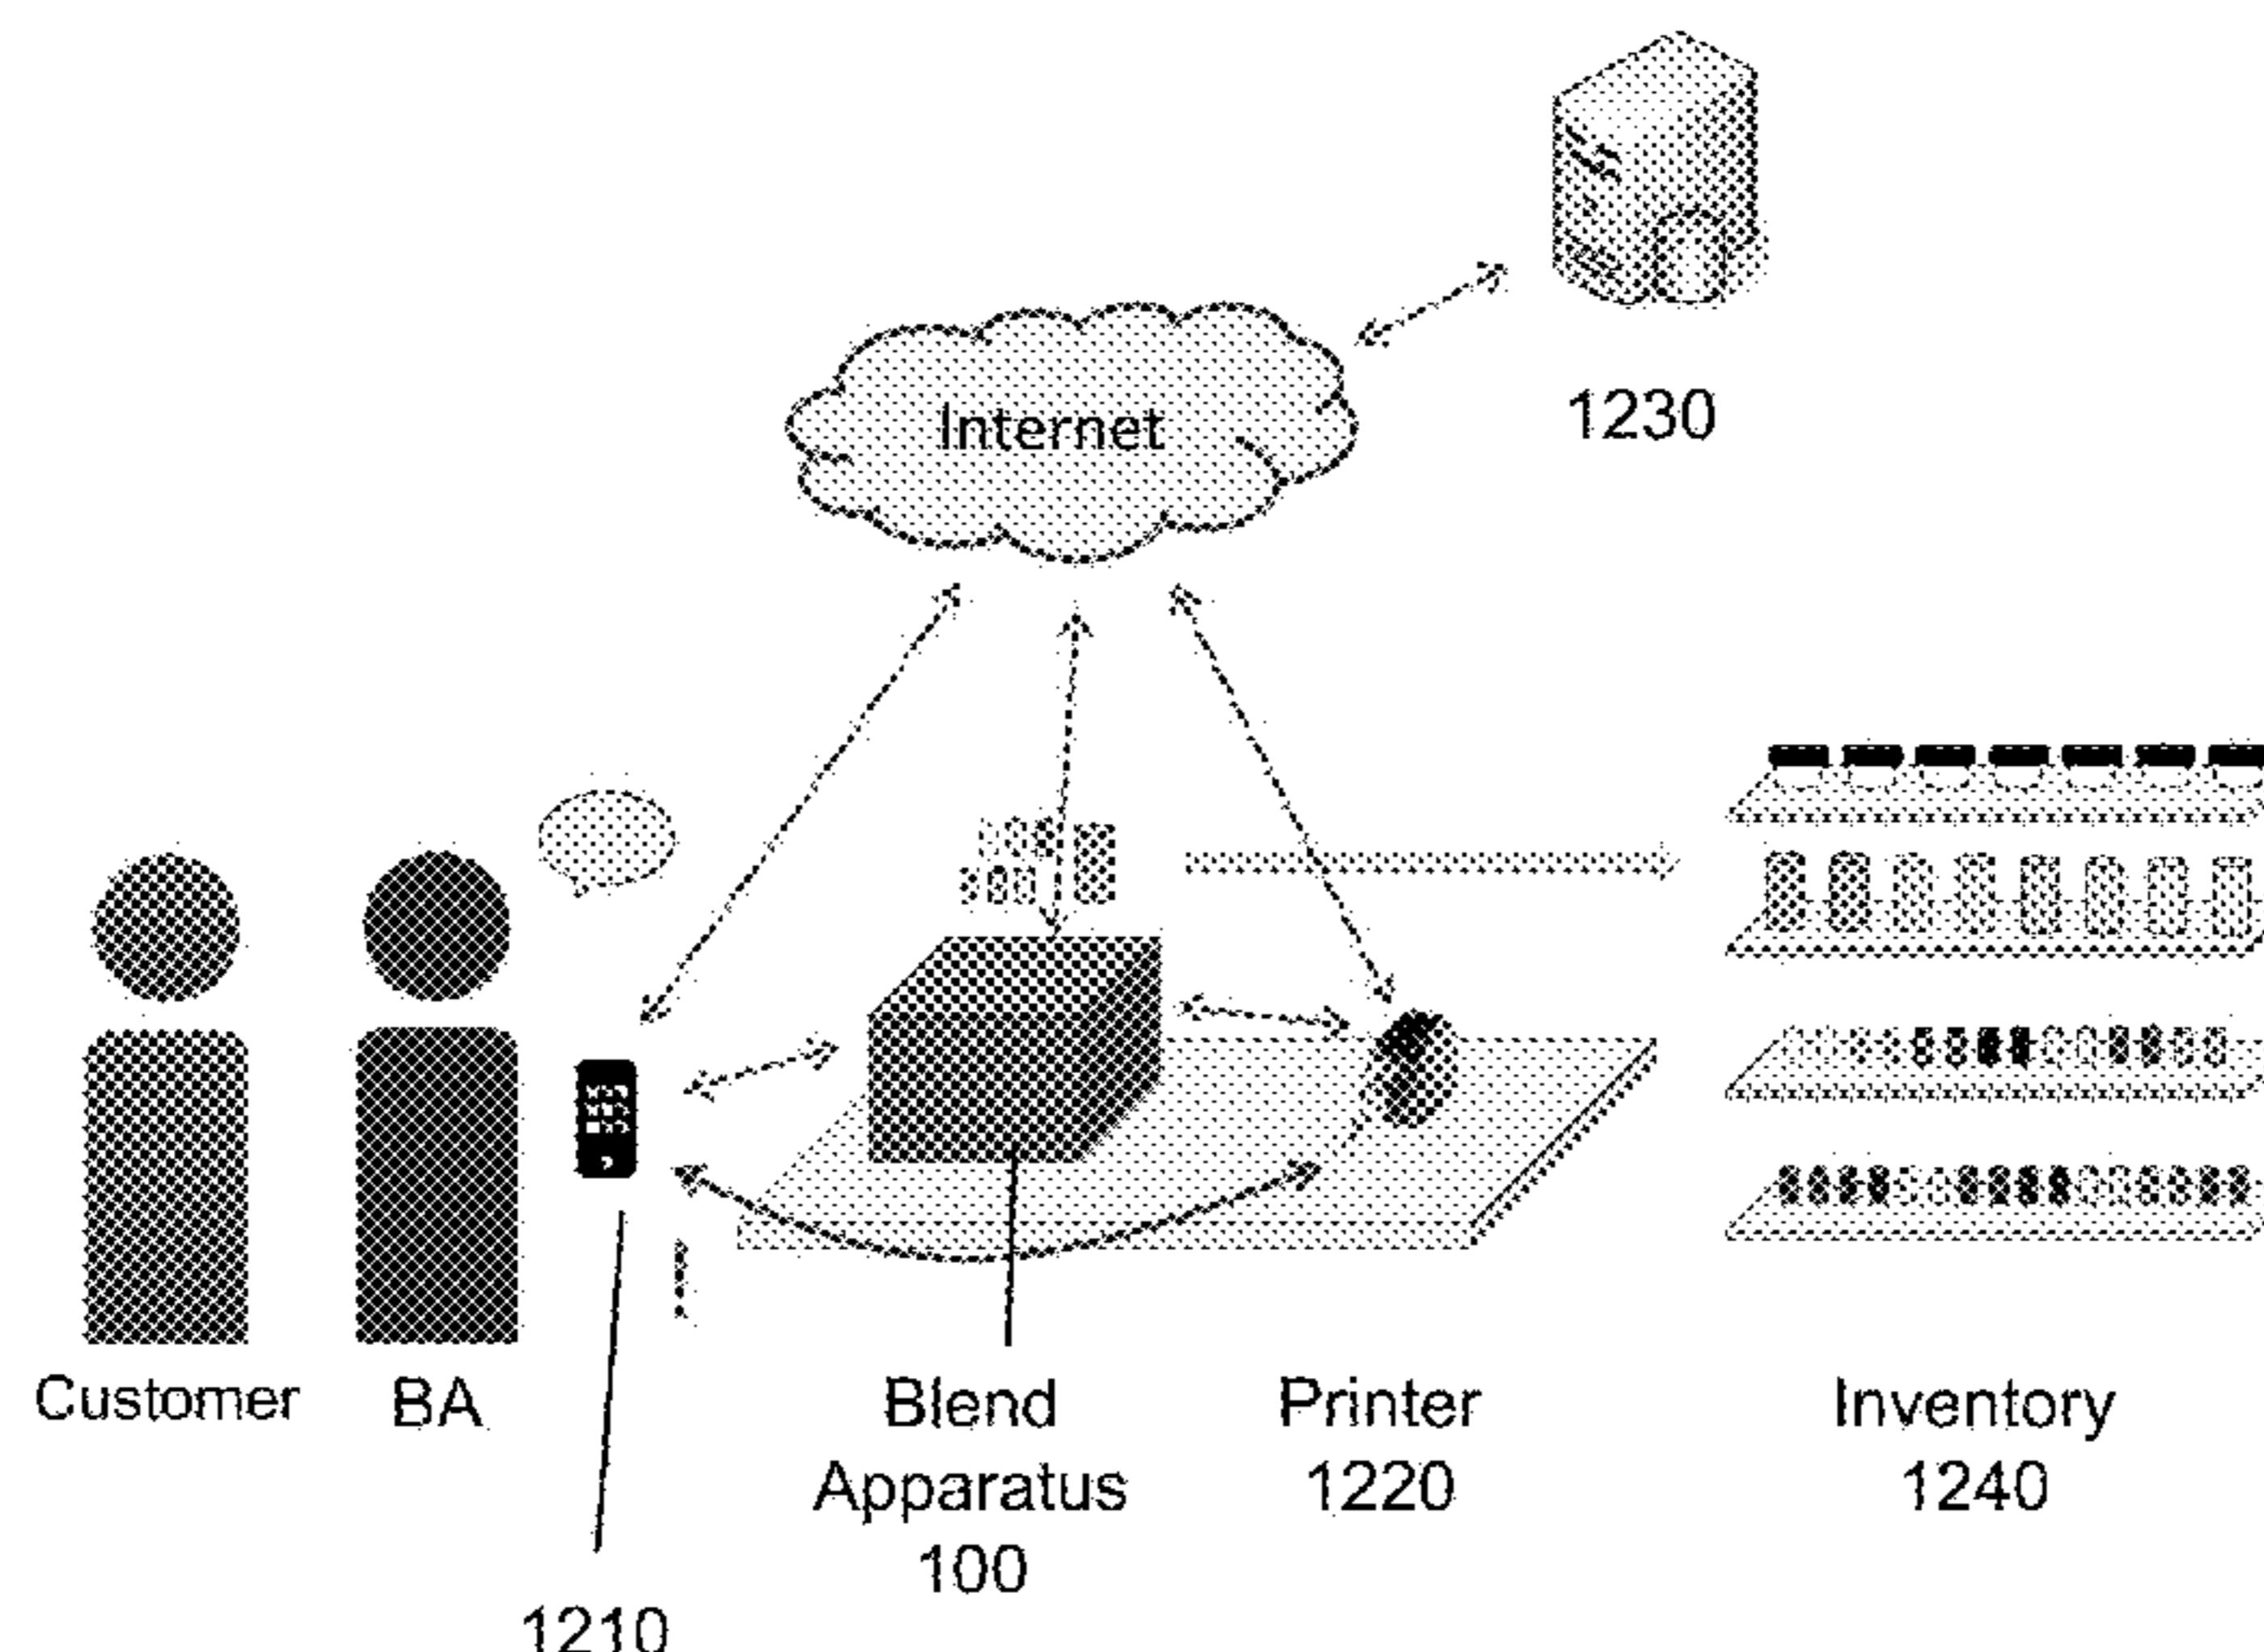 1230
Internet
Customer
BA
Blend
Apparatus
100
Printer
1220
Inventory
1240
1210